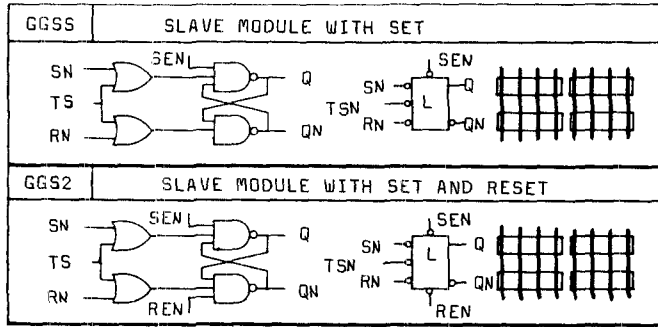 GGSS SLAVE MODULE WITH SET
SEN
SN
Q
TS
RN
QN
SEN
SN
Q
TSN
L
RN
QN
GGS2 SLAVE MODULE WITH SET AND RESET
SEN
SN
Q
TS
RN
QN
REN
SEN
SN
Q
L
TSN
RN
QN
REN